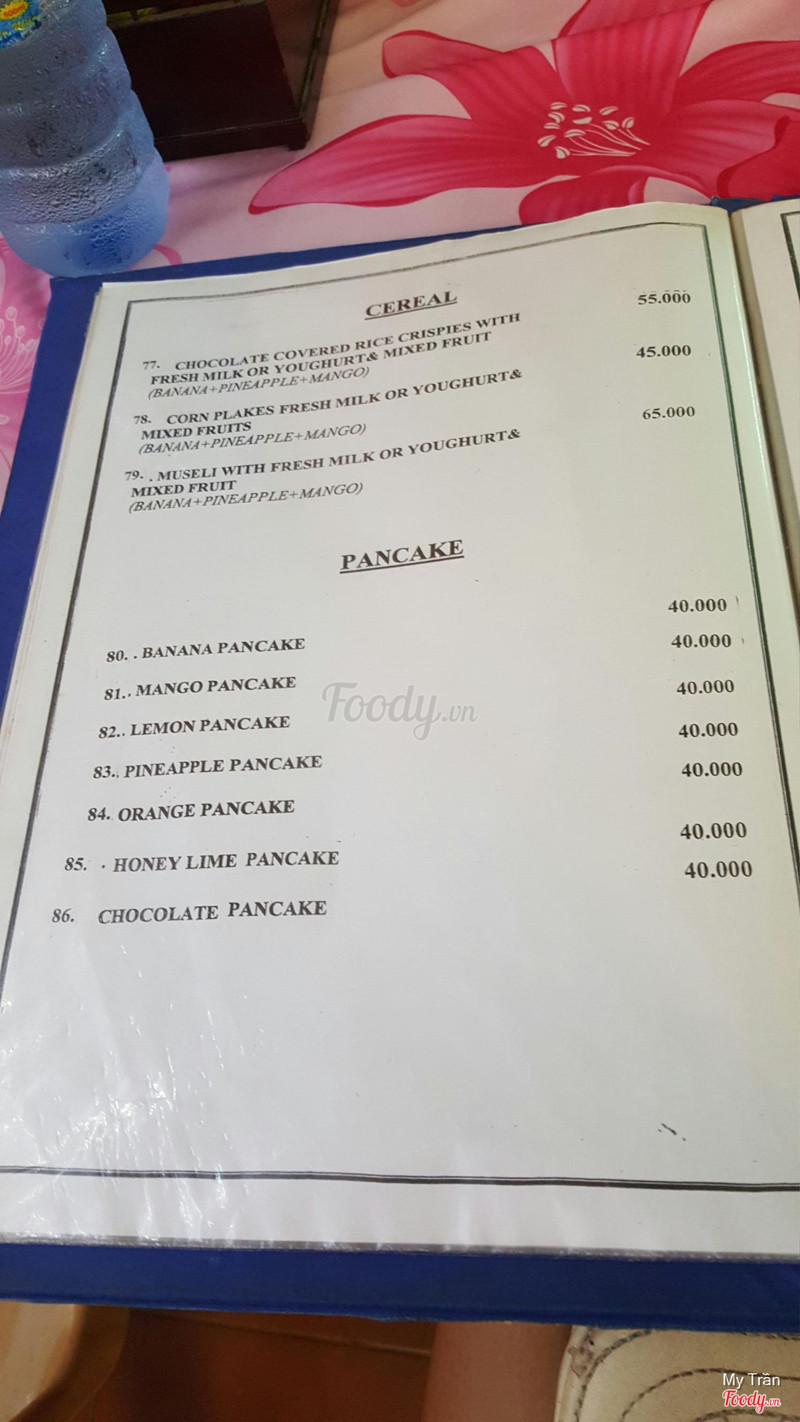 CEREAL
55.000
77. CHOCOLATE COVERED RICE CRISPIES WITH
FRESH MILK OR YOUGHURT& MIXED FRUIT
(BANANA+PINEAPPLE+MANGO)
45.000
78. CORN PLAKES FRESH MILK OR YOUGHURT&
MIXED FRUITS
(BANANA+PINEAPPLE+MANGO)
65.000
79. . MUSELI WITH FRESH MILK OR YOUGHURT&
MIXED FRUIT
(BANANA+PINEAPPLE+MANGO)
PANCAKE
80. . BANANA PANCAKE 40.000
81.. MANGO PANCAKE 40.000
82.. LEMON PANCAKE 40.000
83.. PINEAPPLE PANCAKE 40.000
84. ORANGE PANCAKE 40.000
85. . HONEY LIME PANCAKE 40.000
86. CHOCOLATE PANCAKE 40.000
Foody.vn
My Trần
Foody.vn